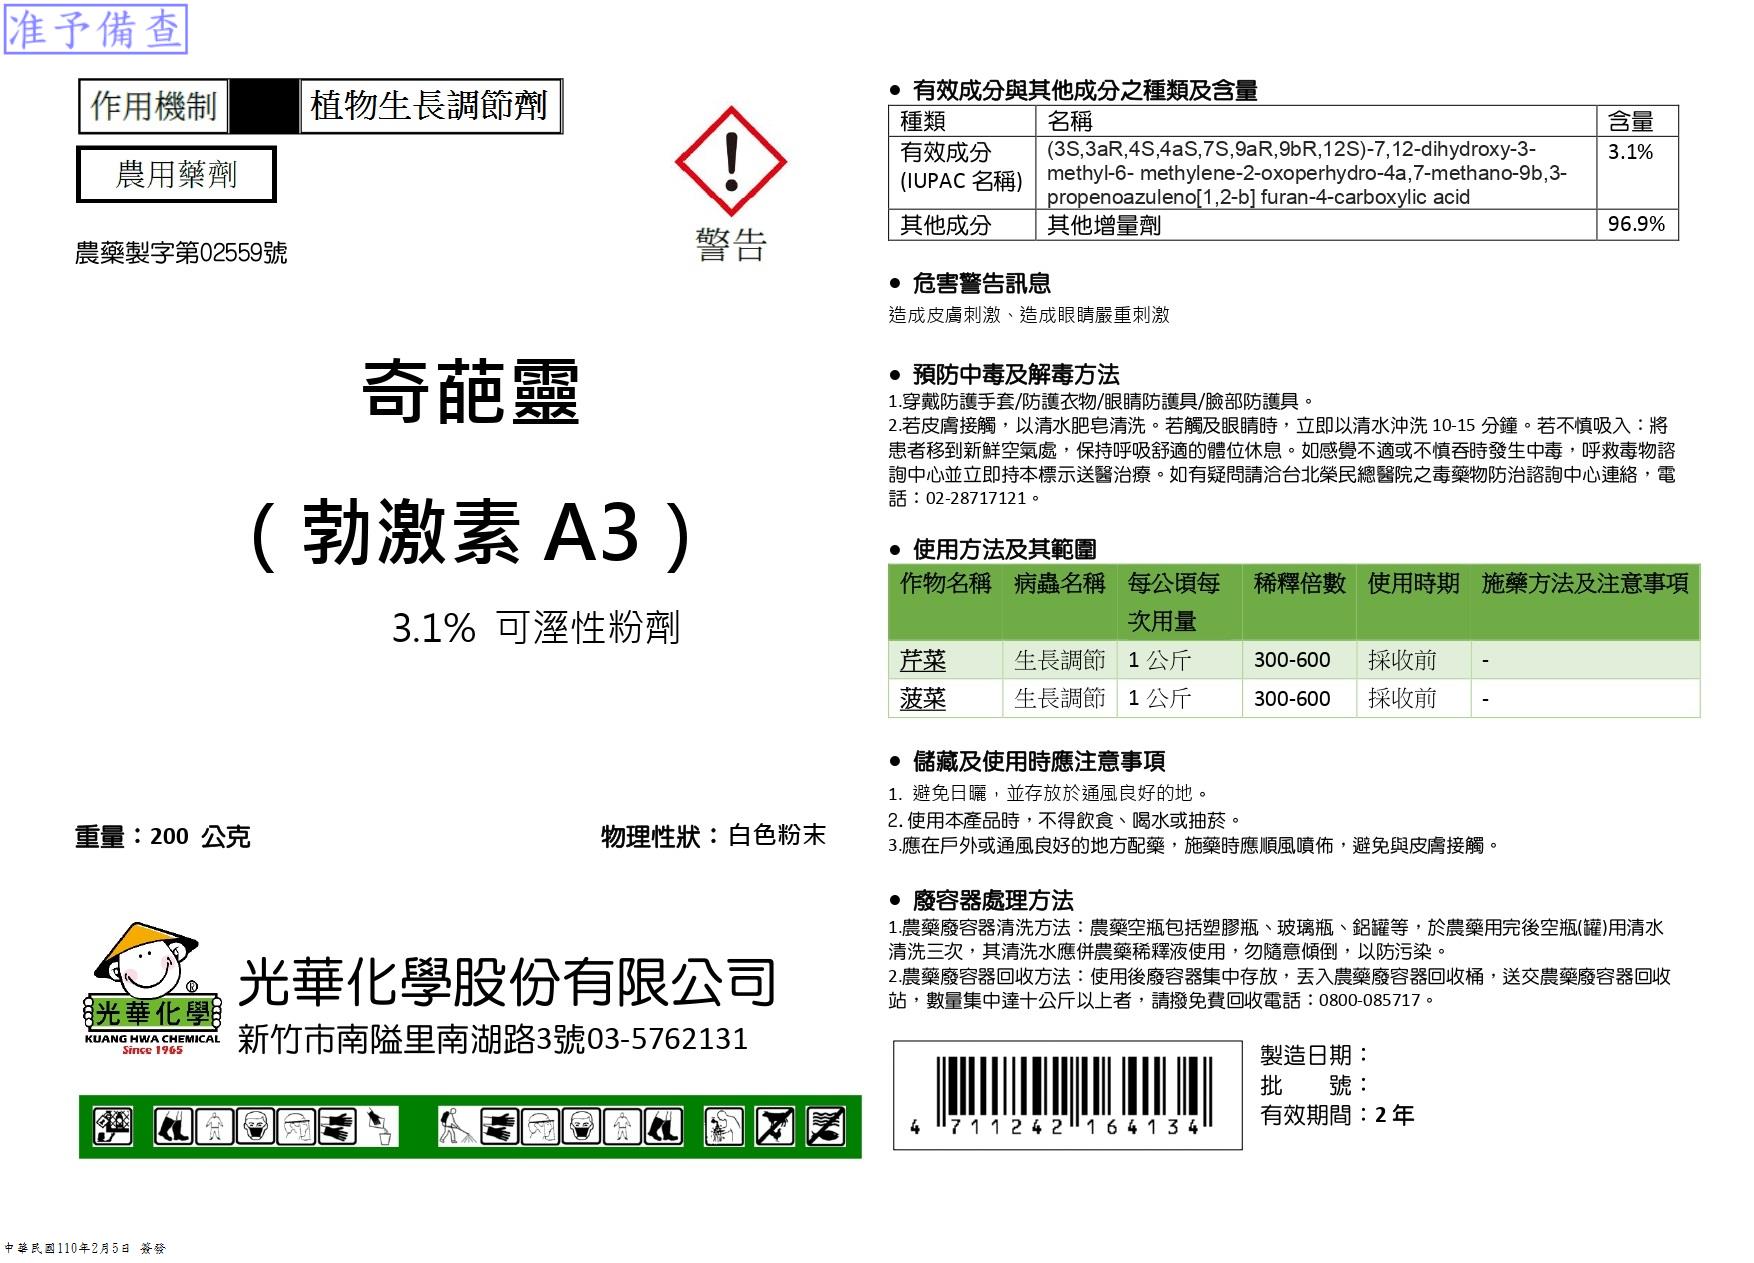 准予備查
作用機制 植物生長調節劑
農用藥劑
農藥製字第02559號
警告
奇葩靈
（勃激素 A3）
3.1% 可溼性粉劑
重量：200 公克
物理性狀：白色粉末
光華化學
®
KUANG HWA CHEMICAL
Since 1965
光華化學股份有限公司
新竹市南隘里南湖路3號03-5762131
● 有效成分與其他成分之種類及含量
種類 名稱 含量
有效成分 (IUPAC 名稱)
(3S,3aR,4S,4aS,7S,9aR,9bR,12S)-7,12-dihydroxy-3-
methyl-6- methylene-2-oxoperhydro-4a,7-methano-9b,3-
propenoazuleno[1,2-b] furan-4-carboxylic acid
3.1%
其他成分 其他增量劑 96.9%
● 危害警告訊息
造成皮膚刺激、造成眼睛嚴重刺激
● 預防中毒及解毒方法
1.穿戴防護手套/防護衣物/眼睛防護具/臉部防護具。
2.若皮膚接觸，以清水肥皂清洗。若觸及眼睛時，立即以清水沖洗 10-15 分鐘。若不慎吸入：將
患者移到新鮮空氣處，保持呼吸舒適的體位休息。如感覺不適或不慎吞時發生中毒，呼救毒物諮
詢中心並立即持本標示送醫治療。如有疑問請洽台北榮民總醫院之毒藥物防治諮詢中心連絡，電
話：02-28717121。
● 使用方法及其範圍
作物名稱 病蟲名稱 每公頃每次用量 稀釋倍數 使用時期 施藥方法及注意事項
芹菜 生長調節 1 公斤 300-600 採收前 -
菠菜 生長調節 1 公斤 300-600 採收前 -
● 儲藏及使用時應注意事項
1. 避免日曬，並存放於通風良好的地。
2. 使用本產品時，不得飲食、喝水或抽菸。
3.應在戶外或通風良好的地方配藥，施藥時應順風噴佈，避免與皮膚接觸。
● 廢容器處理方法
1.農藥廢容器清洗方法：農藥空瓶包括塑膠瓶、玻璃瓶、鋁罐等，於農藥用完後空瓶(罐)用清水
清洗三次，其清洗水應併農藥稀釋液使用，勿隨意傾倒，以防污染。
2.農藥廢容器回收方法：使用後廢容器集中存放，丟入農藥廢容器回收桶，送交農藥廢容器回收
站，數量集中達十公斤以上者，請撥免費回收電話：0800-085717。
4 711242 164134
製造日期：
批 號：
有效期間：2 年
中華民國110年2月5日 簽發